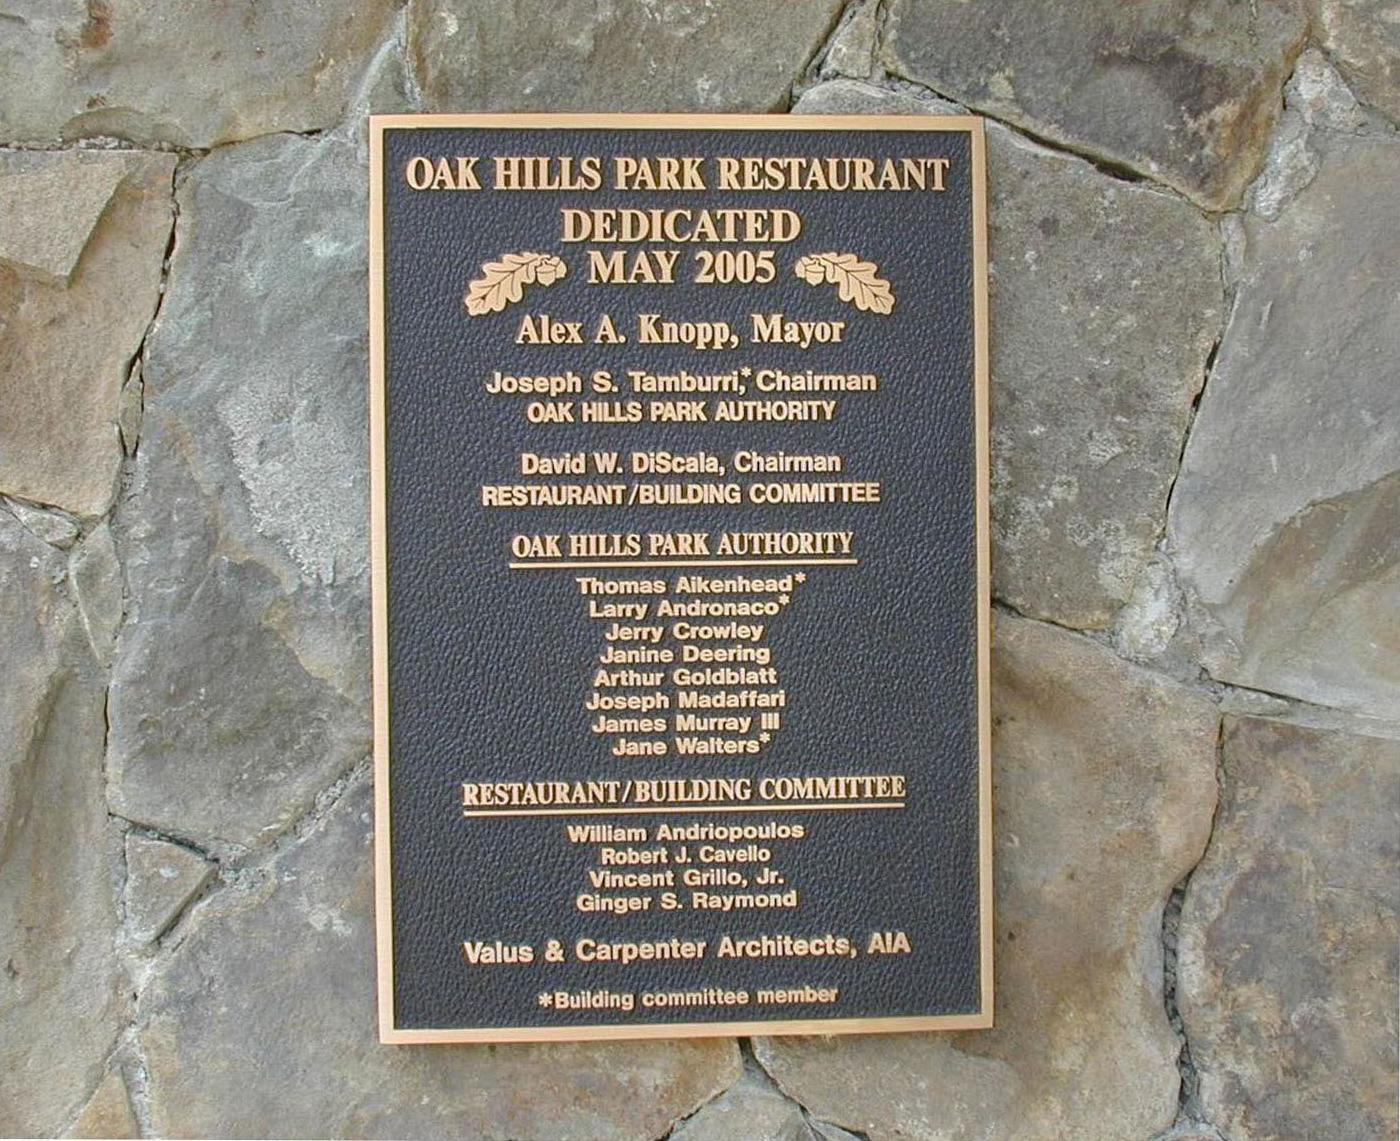 OAK HILLS PARK RESTAURANT
DEDICATED
MAY 2005
Alex A. Knopp, Mayor
Joseph S. Tamburri,* Chairman
OAK HILLS PARK AUTHORITY
David W. DiScala, Chairman
RESTAURANT/BUILDING COMMITTEE
OAK HILLS PARK AUTHORITY
Thomas Aikenhead*
Larry Andronaco*
Jerry Crowley
Janine Deering
Arthur Goldblatt
Joseph Madaffari
James Murray III
Jane Walters*
RESTAURANT/BUILDING COMMITTEE
William Andriopoulos
Robert J. Cavello
Vincent Grillo, Jr.
Ginger S. Raymond
Valus & Carpenter Architects, AIA
*Building committee member